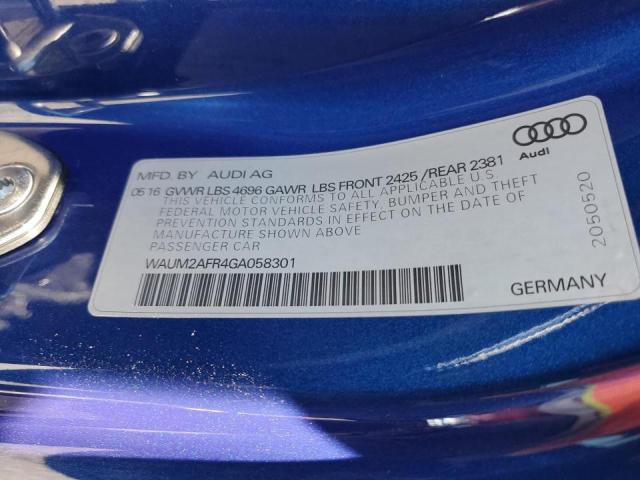 Audi
MFD. BY AUDI AG
05 16 GVWR LBS 4696 GAWR LBS FRONT 2425 /REAR 2381
THIS VEHICLE CONFORMS TO ALL APPLICABLE U.S
FEDERAL MOTOR VEHICLE SAFETY, BUMPER AND THEFT
PREVENTION STANDARDS IN EFFECT ON THE DATE OF
MANUFACTURE SHOWN ABOVE
PASSENGER CAR
WAUM2AFR4GA058301
GERMANY
2050520